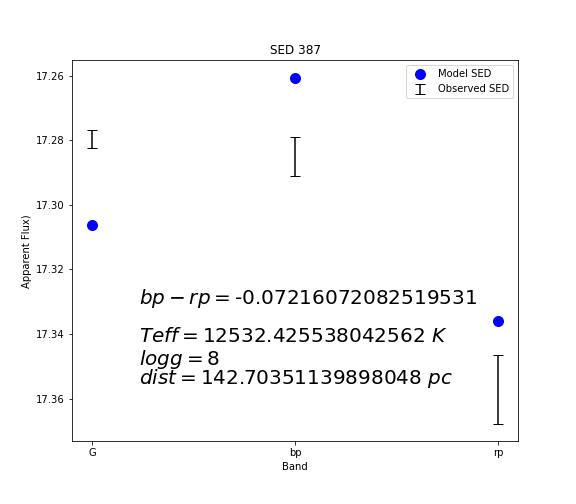 SED 387
17.26
17.28
17.30
17.32
17.34
17.36
Apparent Flux)
Model SED
Observed SED
bp − rp = -0.07216072082519531
Teff = 12532.425538042562 K
logg = 8
dist = 142.70351139898048 pc
G bp rp
Band